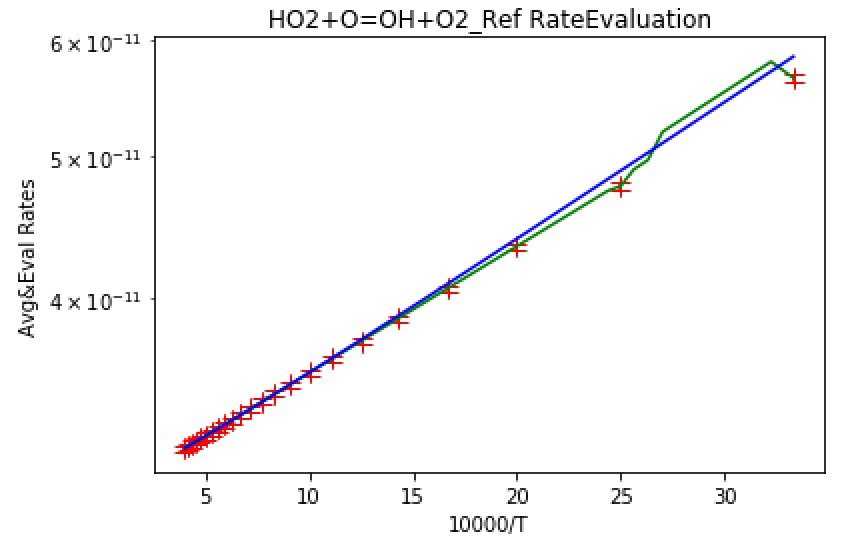 HO2+O=OH+O2_Ref RateEvaluation
6×10⁻¹¹
5×10⁻¹¹
4×10⁻¹¹
Avg&Eval Rates
5 10 15 20 25 30
10000/T